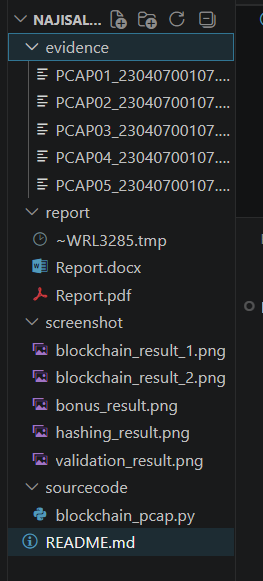 NAJISAL...
evidence
PCAP01_23040700107....
PCAP02_23040700107....
PCAP03_23040700107....
PCAP04_23040700107....
PCAP05_23040700107....
report
~WRL3285.tmp
Report.docx
Report.pdf
screenshot
blockchain_result_1.png
blockchain_result_2.png
bonus_result.png
hashing_result.png
validation_result.png
sourcecode
blockchain_pcap.py
README.md